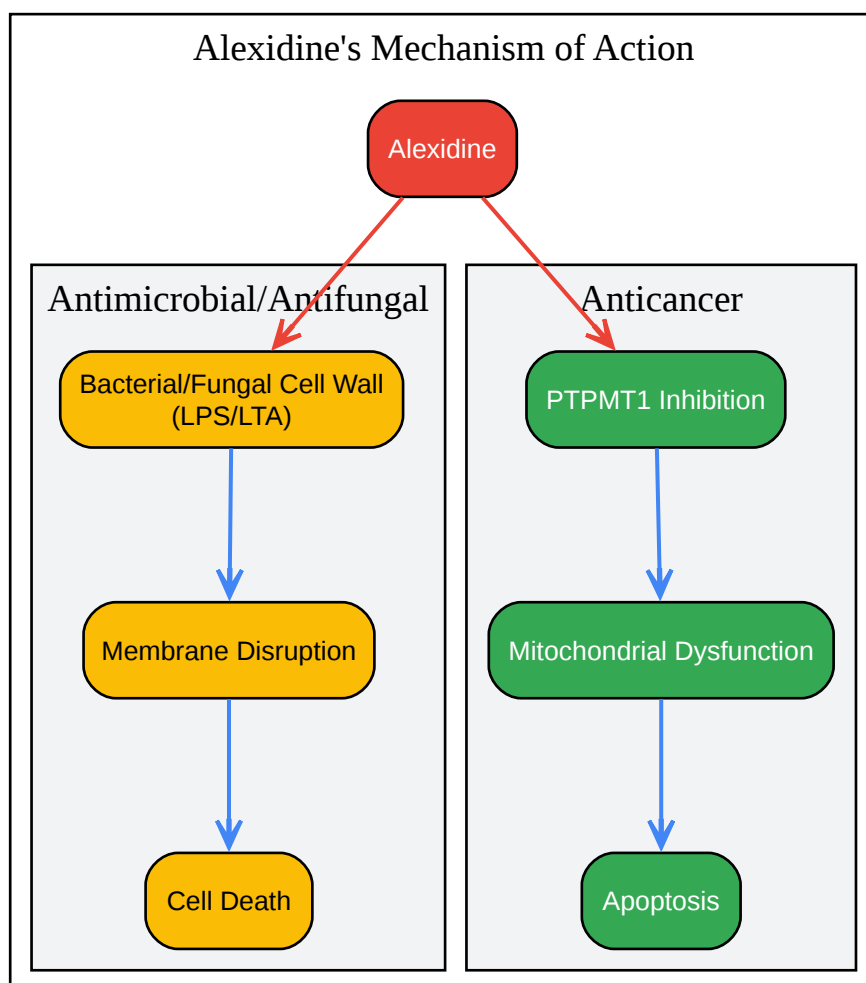 Alexidine's Mechanism of Action
Alexidine
Antimicrobial/Antifungal
Bacterial/Fungal Cell Wall
(LPS/LTA)
Membrane Disruption
Cell Death
Anticancer
PTPMT1 Inhibition
Mitochondrial Dysfunction
Apoptosis